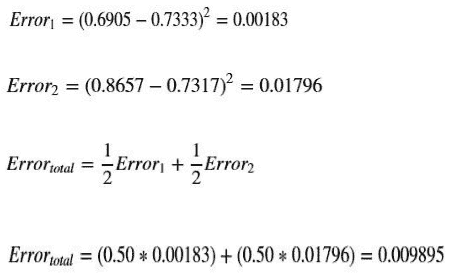 Error₁ = (0.6905 − 0.7333)² = 0.00183
Error₂ = (0.8657 − 0.7317)² = 0.01796
Errorₜₒₜₐₗ = 1/2 Error₁ + 1/2 Error₂
Errorₜₒₜₐₗ = (0.50 * 0.00183) + (0.50 * 0.01796) = 0.009895